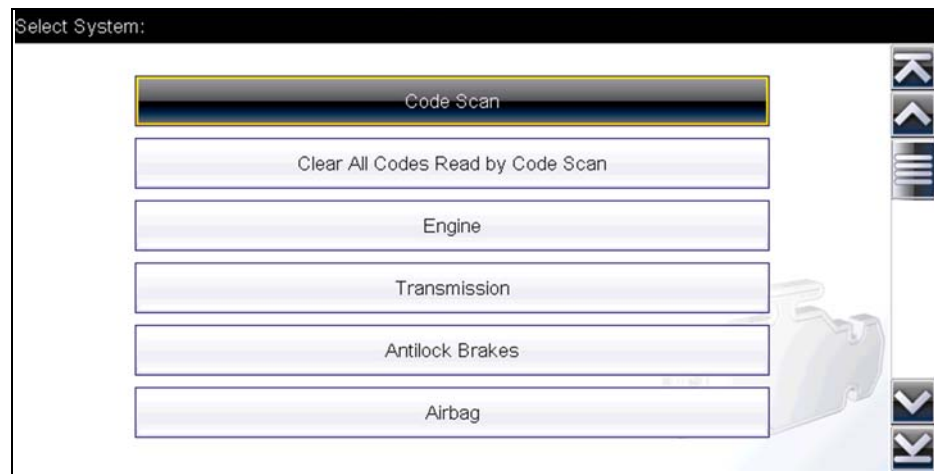 Select System:
Code Scan
Clear All Codes Read by Code Scan
Engine
Transmission
Antilock Brakes
Airbag